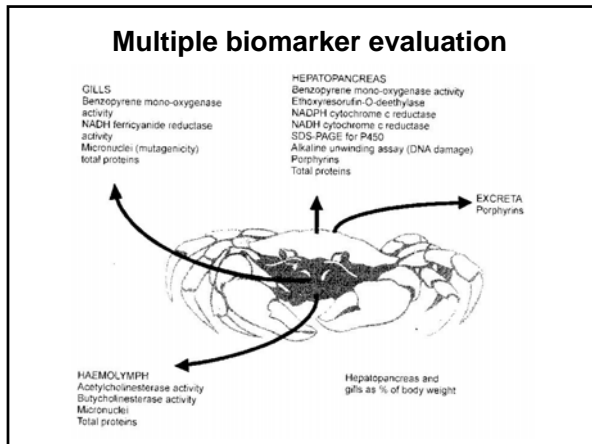 Multiple biomarker evaluation
GILLS
Benzopyrene mono-oxygenase
activity
NADH ferricyanide reductase
activity
Micronuclei (mutagenicity)
total proteins
HEPATOPANCREAS
Benzopyrene mono-oxygenase activity
Ethoxyresorufin-O-deethylase
NADPH cytochrome c reductase
NADH cytochrome c reductase
SDS-PAGE for P450
Alkaline unwinding assay (DNA damage)
Porphyrins
Total proteins
EXCRETA
Porphyrins
HAEMOLYMPH
Acetylcholinesterase activity
Butycholinesterase activity
Micronuclei
Total proteins
Hepatopancreas and
gills as % of body weight